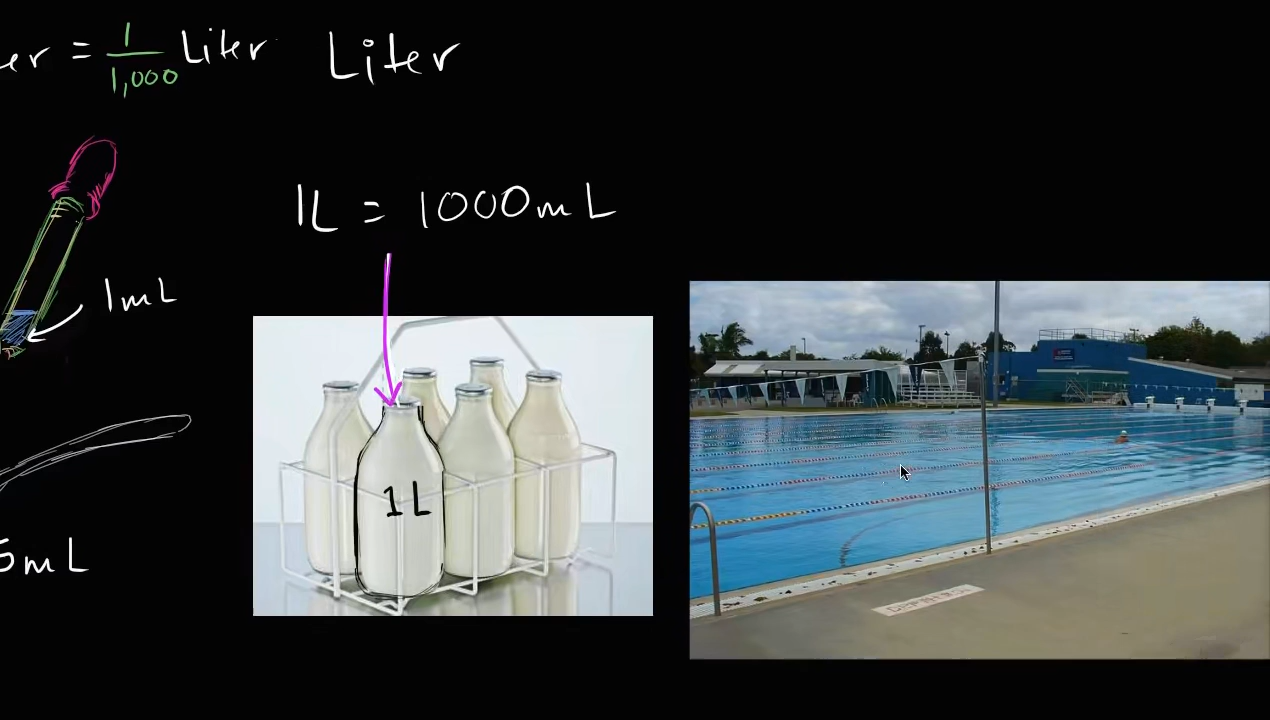 er = 1/1,000 Liter
Liter
1L = 1000mL
1mL
1L
5mL